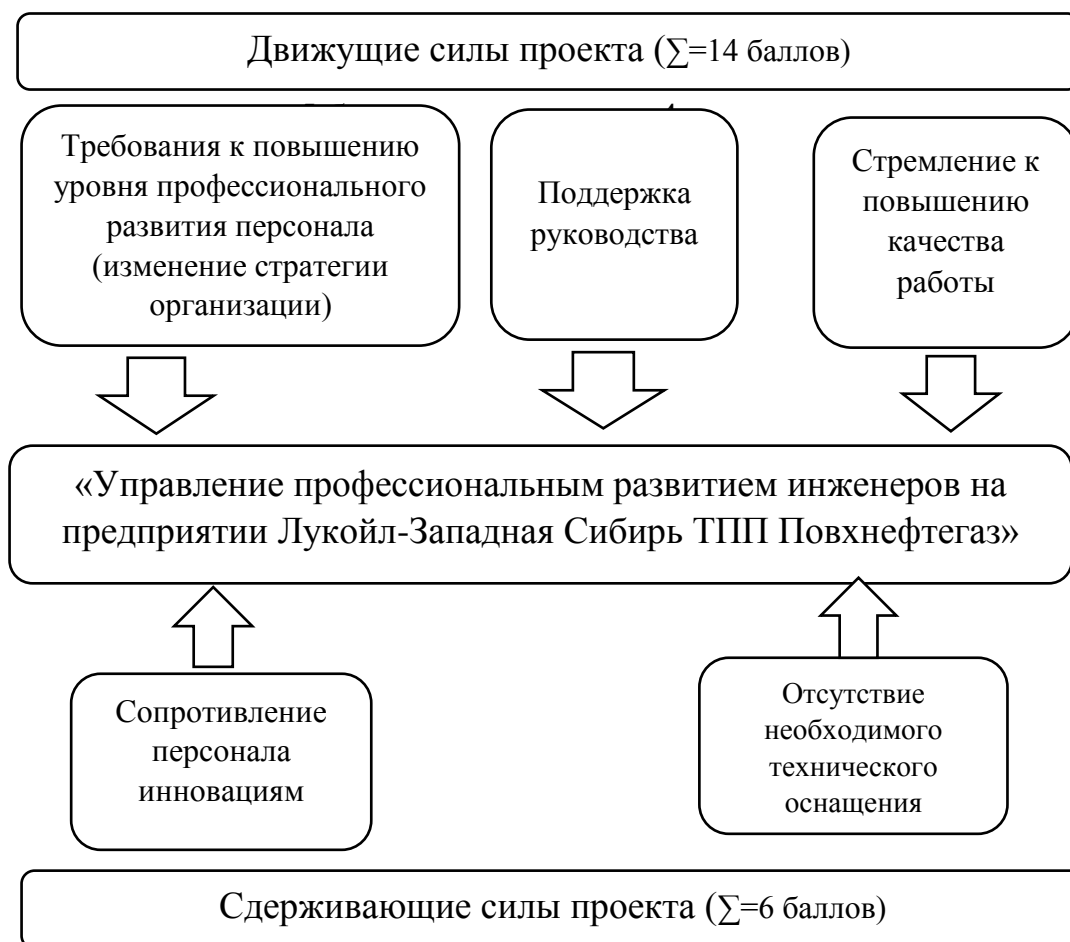 Движущие силы проекта (∑=14 баллов)
Требования к повышению
уровня профессионального
развития персонала
(изменение стратегии
организации)
Поддержка
руководства
Стремление к
повышению
качества
работы
«Управление профессиональным развитием инженеров на
предприятии Лукойл-Западная Сибирь ТПП Повхнефтегаз»
Сопротивление
персонала
инновациям
Отсутствие
необходимого
технического
оснащения
Сдерживающие силы проекта (∑=6 баллов)